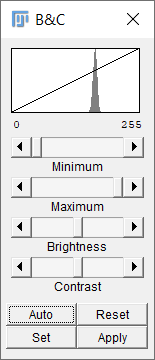 B&C
0 255
Minimum
Maximum
Brightness
Contrast
Auto Reset
Set Apply